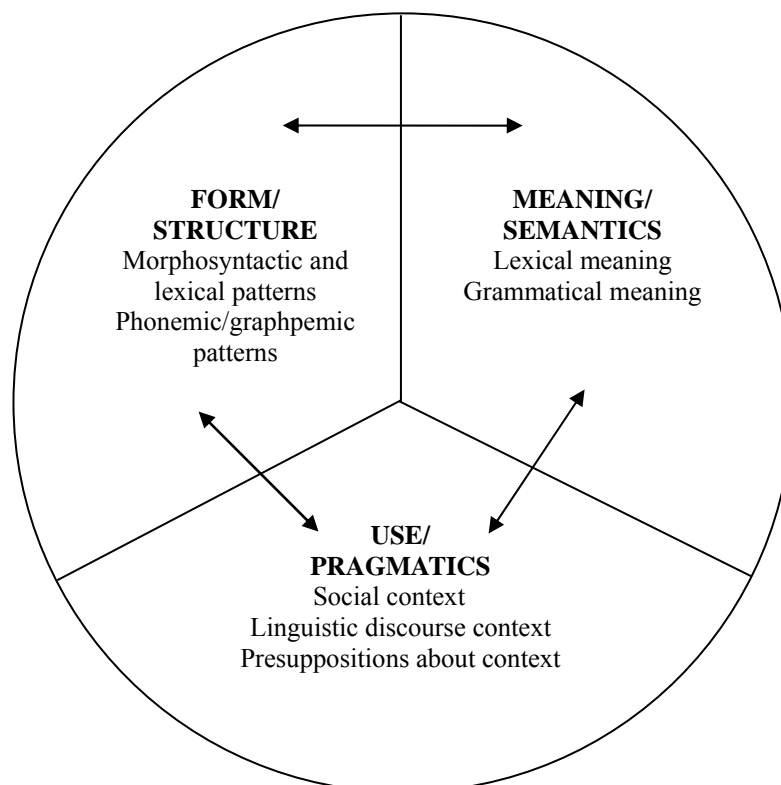 FORM/
STRUCTURE
Morphosyntactic and
lexical patterns
Phonemic/graphpemic
patterns
MEANING/
SEMANTICS
Lexical meaning
Grammatical meaning
USE/
PRAGMATICS
Social context
Linguistic discourse context
Presuppositions about context